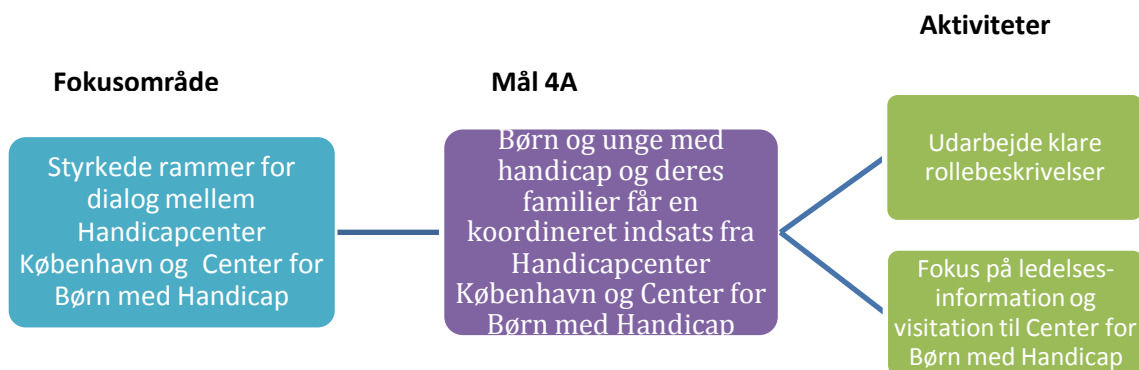 Fokusområde
Styrkede rammer for
dialog mellem
Handicapcenter
København og Center for
Børn med Handicap
Mål 4A
Børn og unge med
handicap og deres
familier får en
koordineret indsats fra
Handicapcenter
København og Center for
Børn med Handicap
Aktiviteter
Udarbejde klare
rollebeskrivelser
Fokus på ledelses-
information og
visitation til Center for
Børn med Handicap